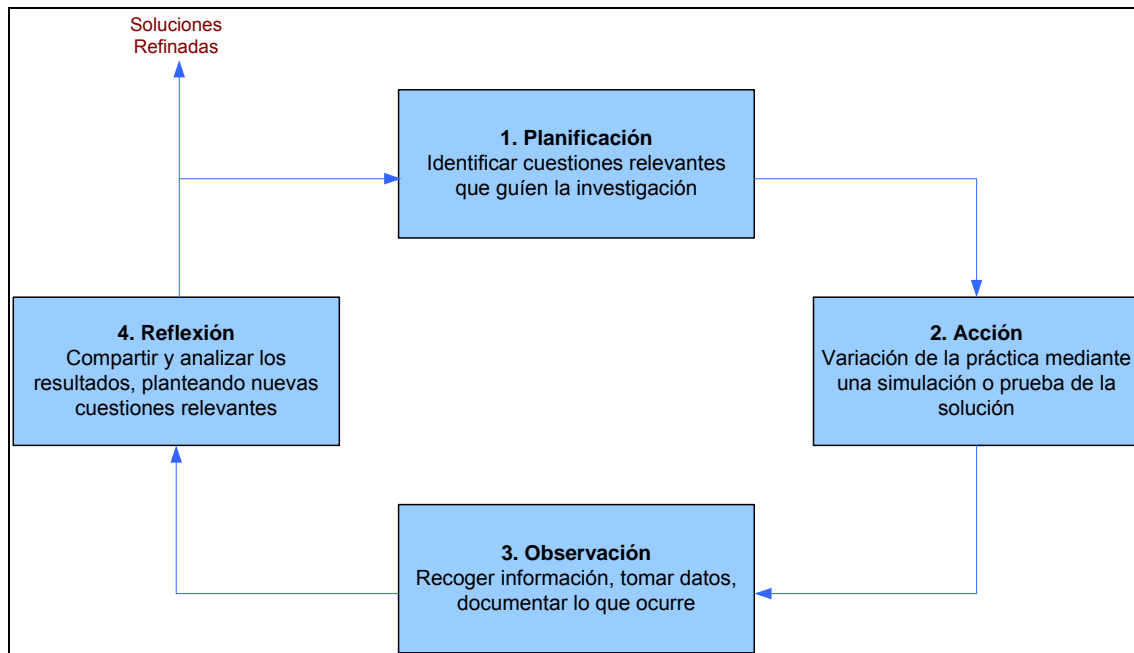 Soluciones
Refinadas
1. Planificación
Identificar cuestiones relevantes
que guíen la investigación
4. Reflexión
Compartir y analizar los
resultados, planteando nuevas
cuestiones relevantes
2. Acción
Variación de la práctica mediante
una simulación o prueba de la
solución
3. Observación
Recoger información, tomar datos,
documentar lo que ocurre